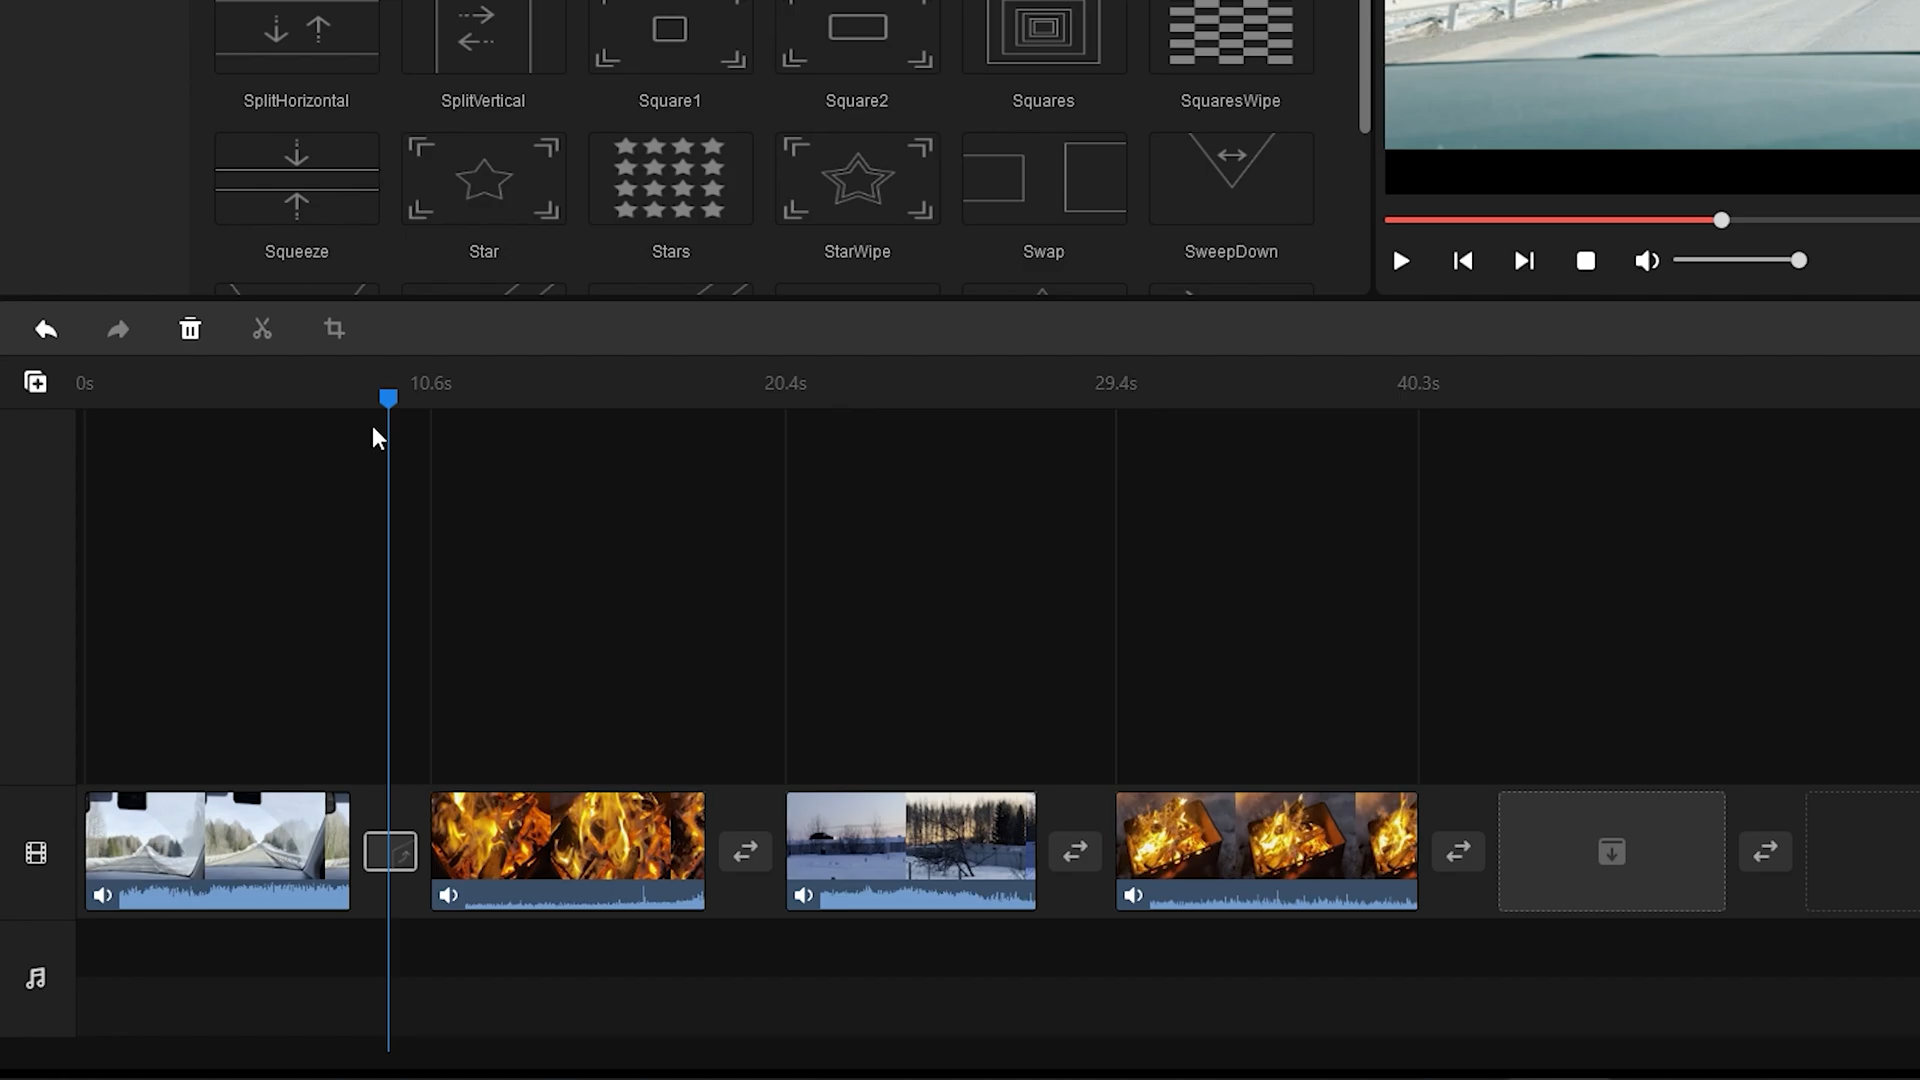 SplitHorizontal SplitVertical Square1 Square2 Squares SquaresWipe
Squeeze Star Stars StarWipe Swap SweepDown
0s 10.6s 20.4s 29.4s 40.3s